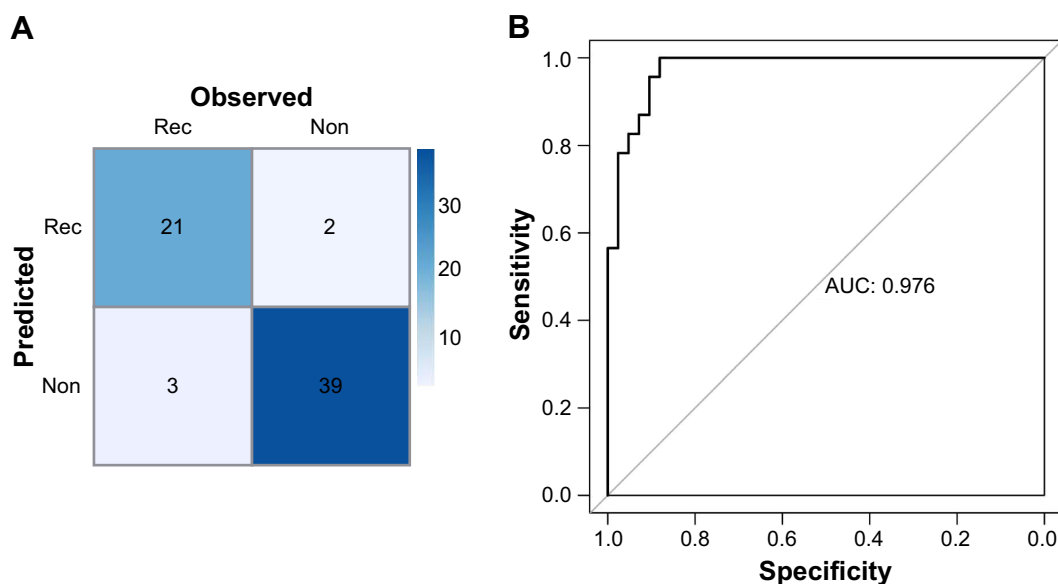 A
Observed
Rec Non
Predicted
Rec 21 2
Non 3 39
30
20
10
B
Sensitivity
1.0
0.8
0.6
0.4
0.2
0.0
AUC: 0.976
1.0 0.8 0.6 0.4 0.2 0.0
Specificity